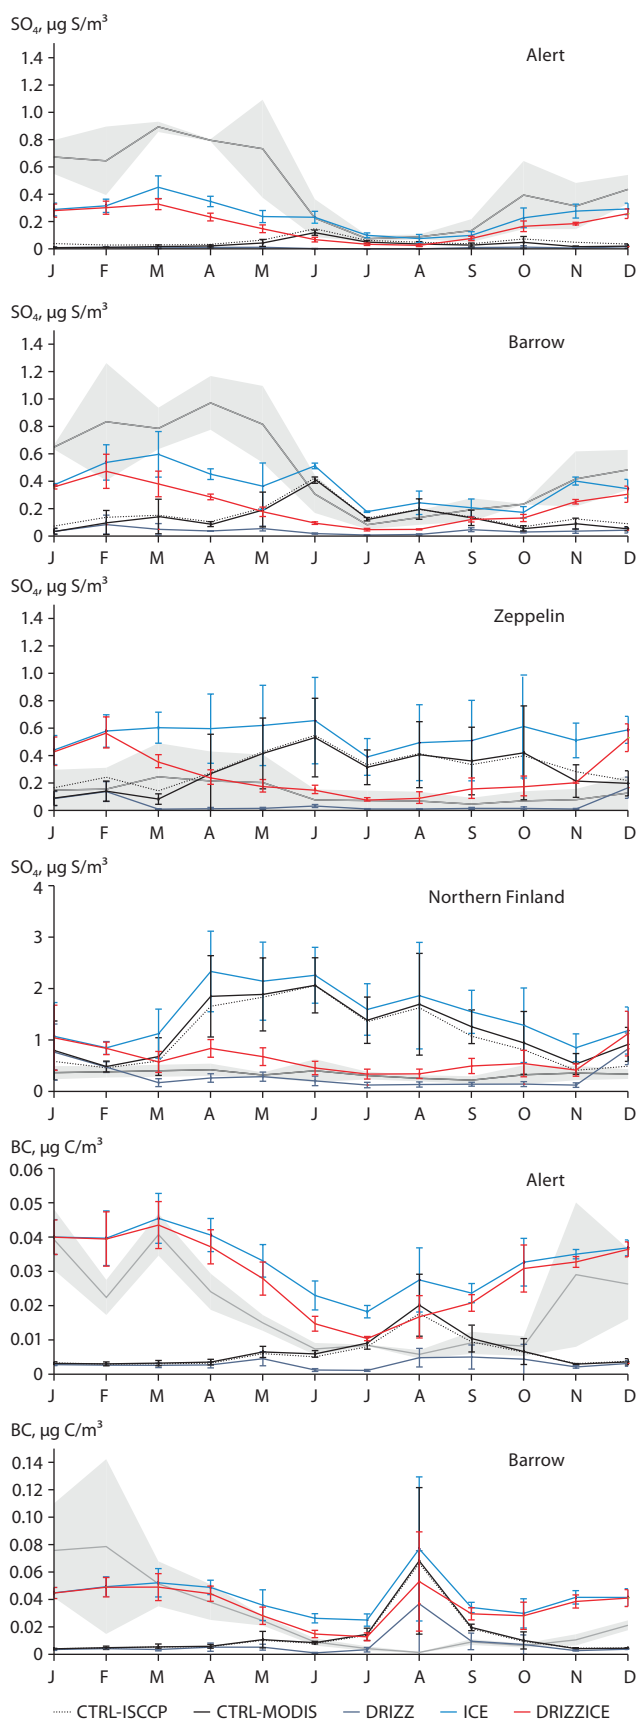 SO₄, µg S/m³
Alert
1.4
1.2
1.0
0.8
0.6
0.4
0.2
0
J F M A M J J A S O N D
SO₄, µg S/m³
Barrow
1.4
1.2
1.0
0.8
0.6
0.4
0.2
0
J F M A M J J A S O N D
SO₄, µg S/m³
Zeppelin
1.4
1.2
1.0
0.8
0.6
0.4
0.2
0
J F M A M J J A S O N D
SO₄, µg S/m³
Northern Finland
4
3
2
1
0
J F M A M J J A S O N D
BC, µg C/m³
Alert
0.06
0.05
0.04
0.03
0.02
0.01
0
J F M A M J J A S O N D
BC, µg C/m³
Barrow
0.14
0.12
0.10
0.08
0.06
0.04
0.02
0
J F M A M J J A S O N D
CTRL-ISCCP CTRL-MODIS DRIZZ ICE DRIZZICE